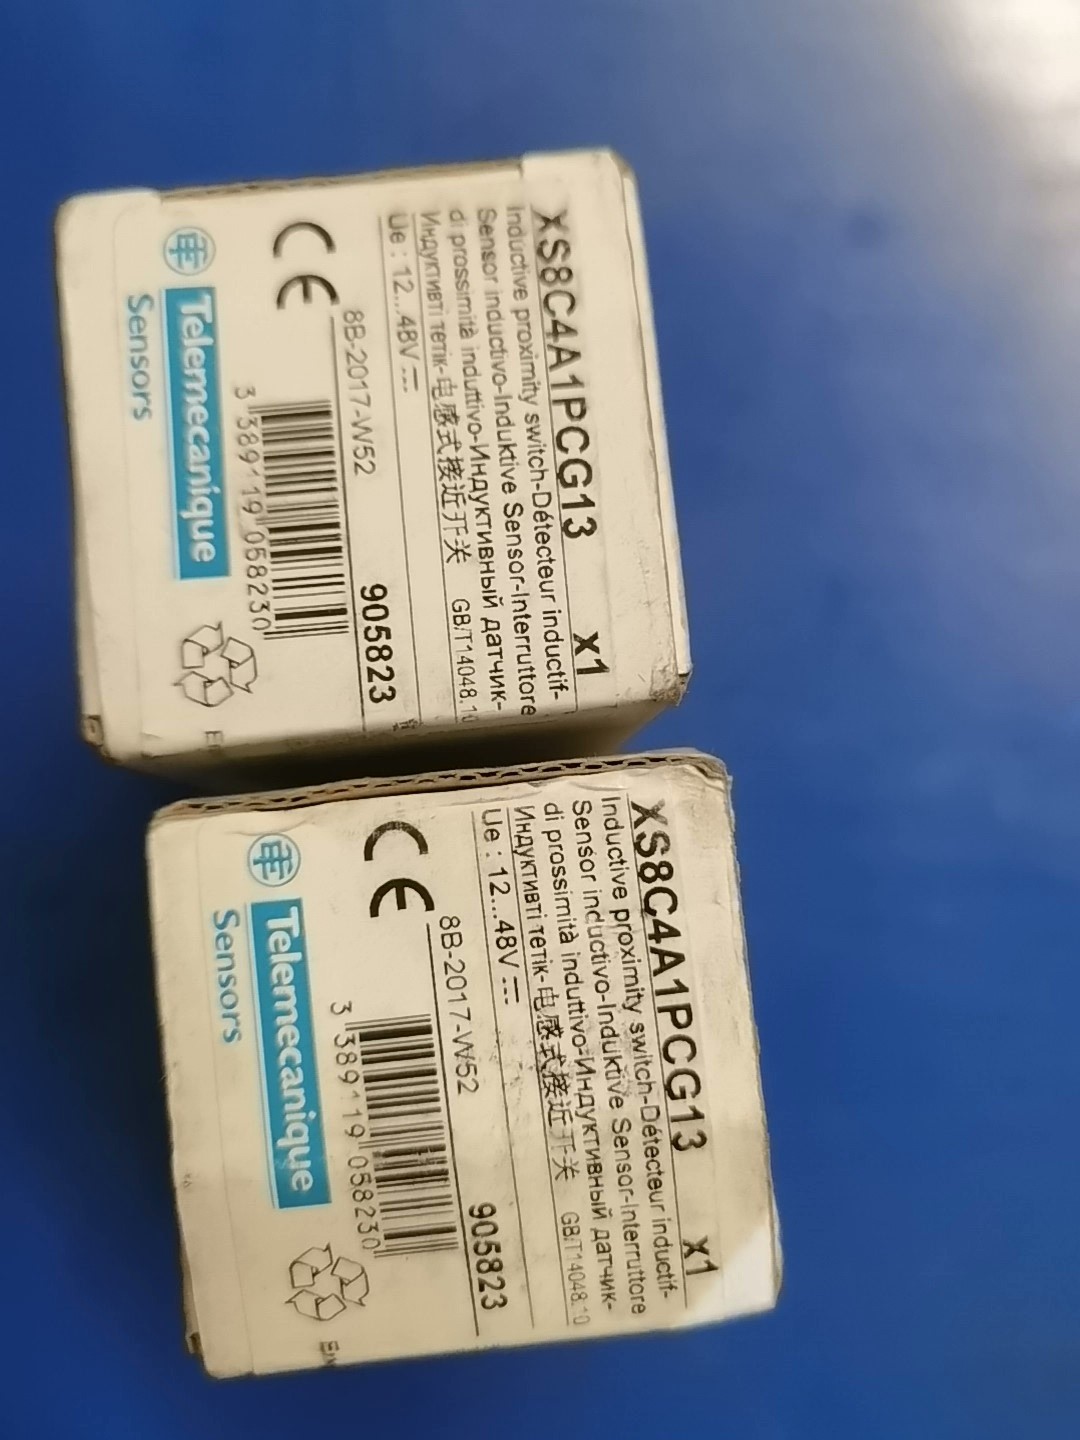 XS8C4A1PCG13 x1
Inductive proximity switch-Détecteur inductif-
Sensor inductivo-Induktive Sensor-Interruttore
di prossimità induttivo-Индуктивный датчик-
Индуктивті тетік-电感式接近开关 GB/T14048.10
Ue : 12...48V ⎓
8B-2017-W52 905823
CE
3 389119 058230
Telemecanique
Sensors
XS8C4A1PCG13 x1
Inductive proximity switch-Détecteur inductif-
Sensor inductivo-Induktive Sensor-Interruttore
di prossimità induttivo-Индуктивный датчик-
Индуктивті тетік-电感式接近开关 GB/T14048.10
Ue : 12...48V ⎓
8B-2017-W52 905823
CE
3 389119 058230
Telemecanique
Sensors